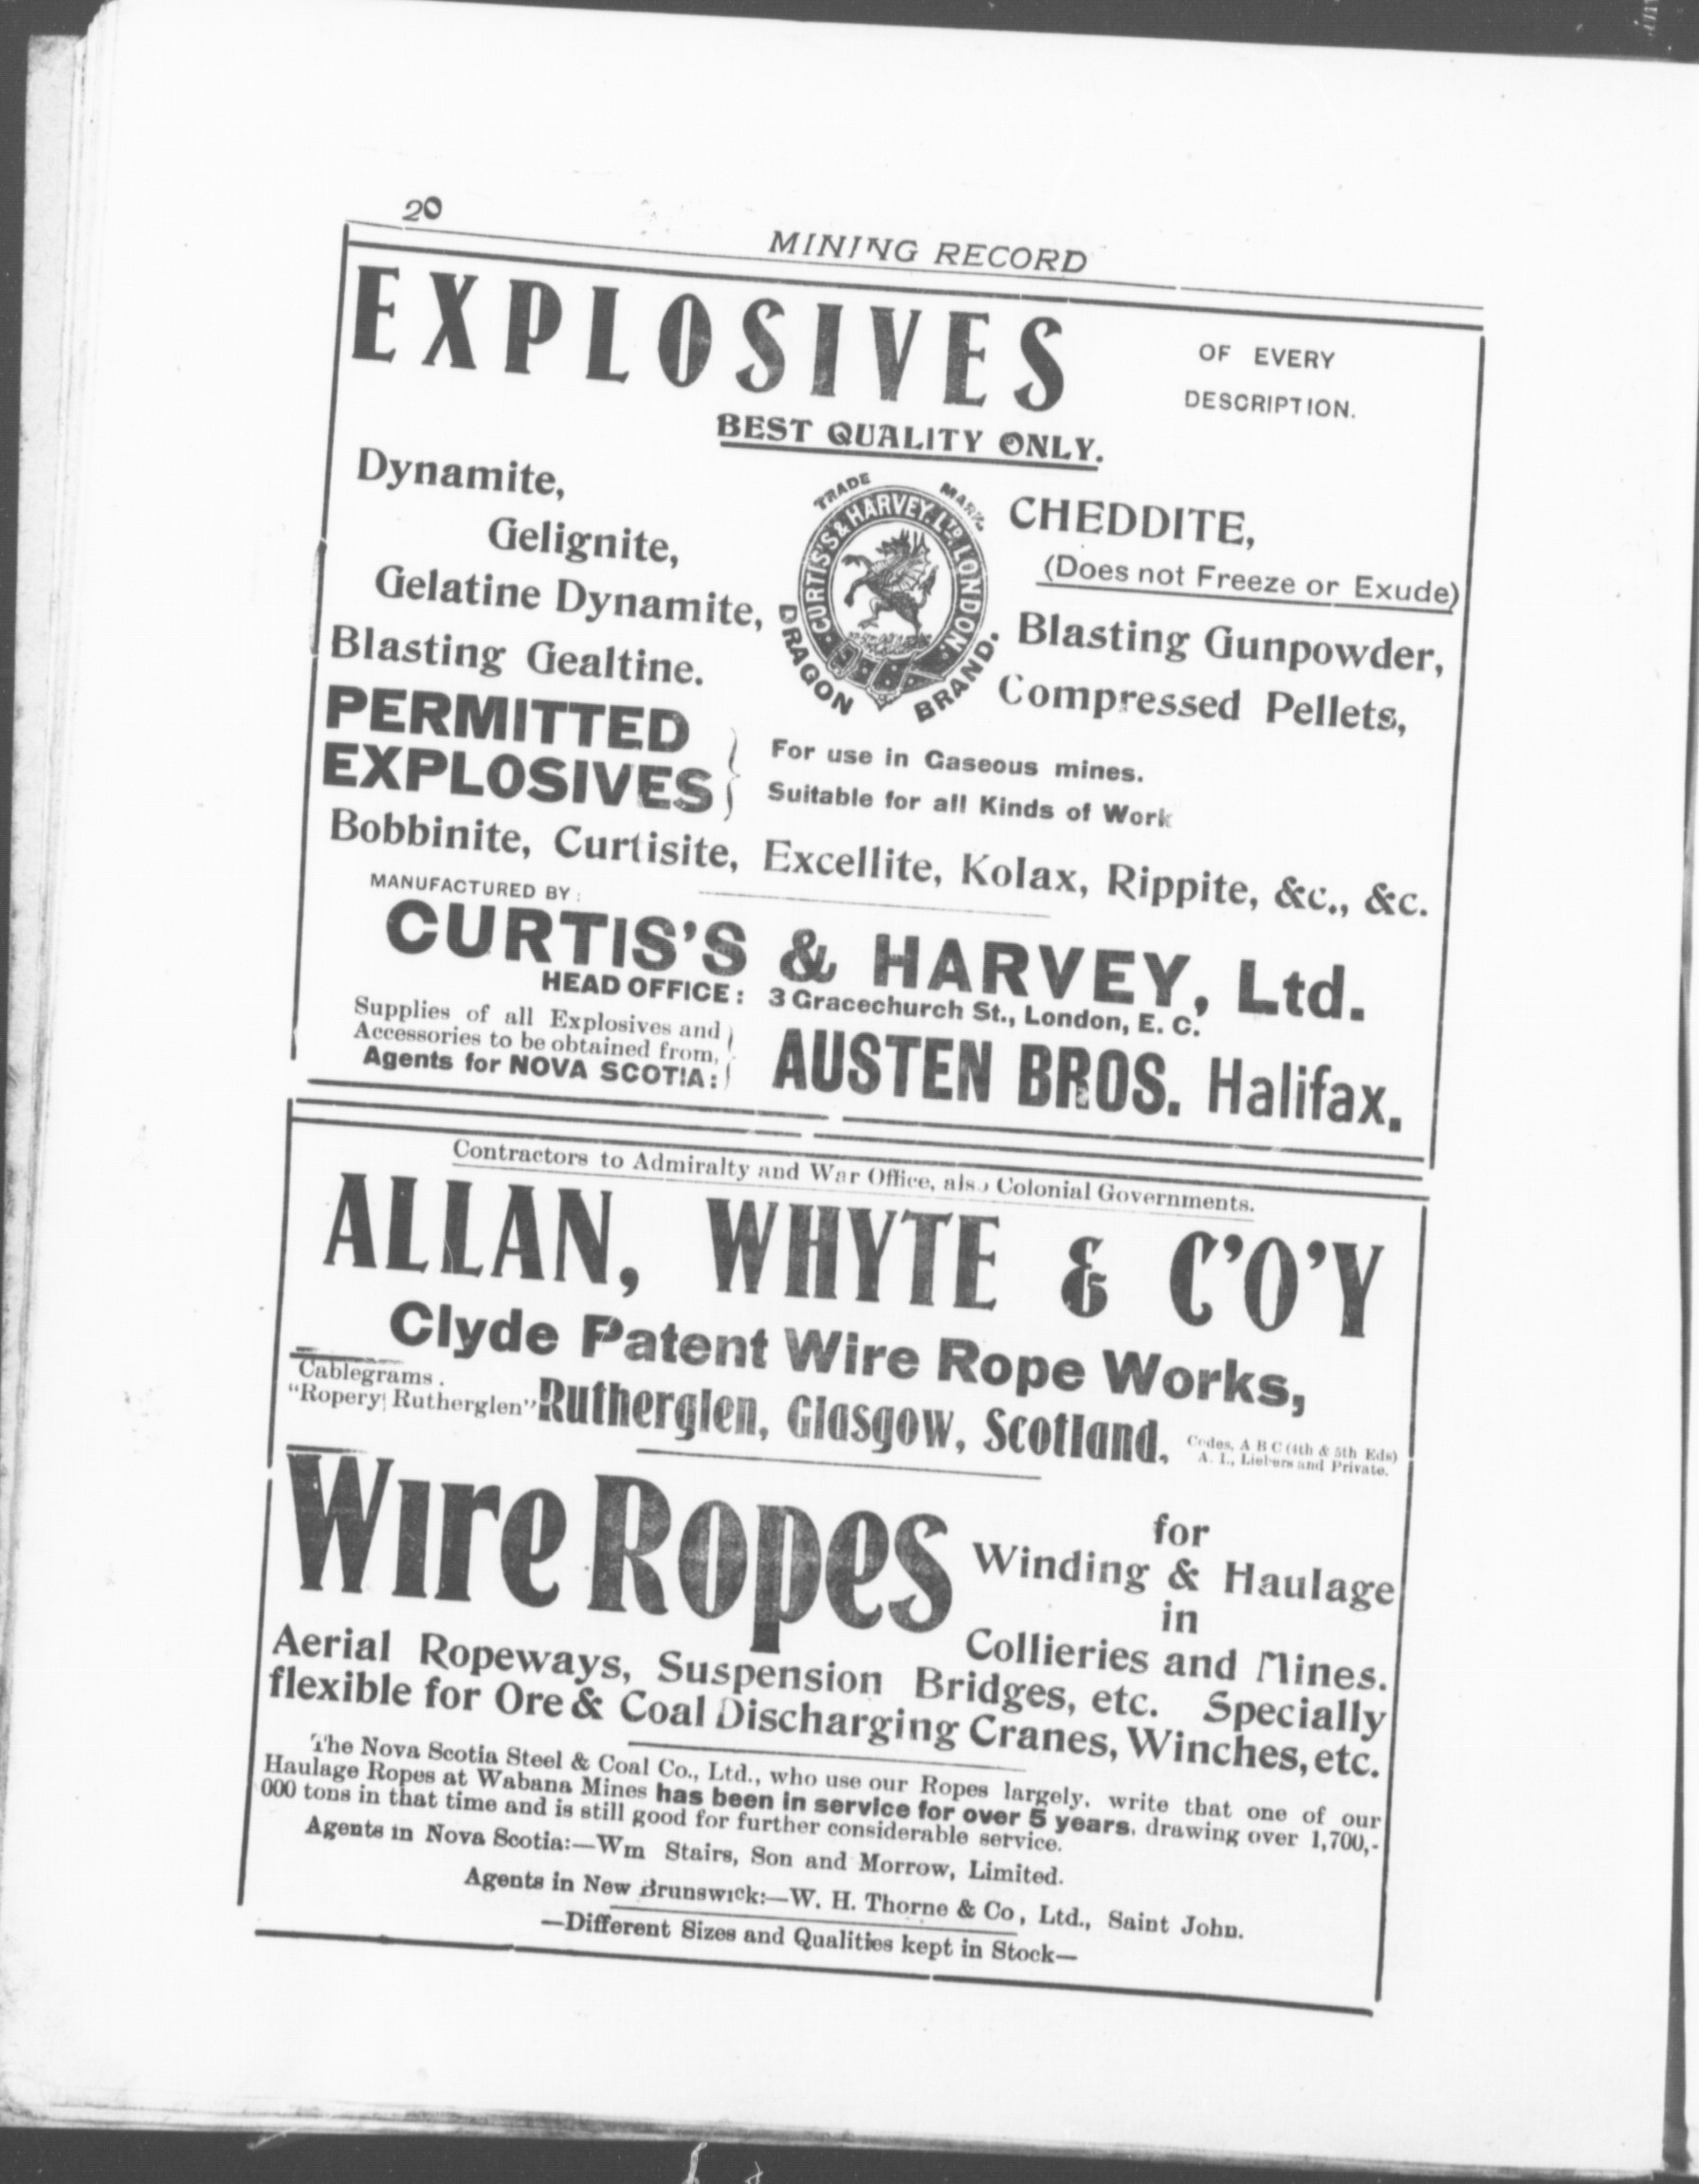 20
MINING RECORD
EXPLOSIVES
OF EVERY
DESCRIPTION.
BEST QUALITY ONLY.
Dynamite,
Gelignite,
Gelatine Dynamite,
Blasting Gealtine.
TRADE MARK.
CURTIS'S & HARVEY, LTD, LONDON.
DRAGON BRAND.
CHEDDITE,
(Does not Freeze or Exude)
Blasting Gunpowder,
Compressed Pellets,
PERMITTED
EXPLOSIVES
For use in Gaseous mines.
Suitable for all Kinds of Work
Bobbinite, Curtisite, Excellite, Kolax, Rippite, &c., &c.
MANUFACTURED BY:
CURTIS'S & HARVEY, Ltd.
HEAD OFFICE: 3 Gracechurch St., London, E. C.
Supplies of all Explosives and
Accessories to be obtained from,
Agents for NOVA SCOTIA:
AUSTEN BROS. Halifax.
Contractors to Admiralty and War Office, also Colonial Governments.
ALLAN, WHYTE & C'O'Y
Clyde Patent Wire Rope Works,
Cablegrams.
"Ropery; Rutherglen"
Rutherglen, Glasgow, Scotland.
Codes, A B C (4th & 5th Eds)
A. I., Liebers and Private.
Wire Ropes
for
Winding & Haulage
in
Collieries and Mines.
Aerial Ropeways, Suspension Bridges, etc. Specially
flexible for Ore & Coal Discharging Cranes, Winches, etc.
The Nova Scotia Steel & Coal Co., Ltd., who use our Ropes largely, write that one of our
Haulage Ropes at Wabana Mines has been in service for over 5 years, drawing over 1,700,-
000 tons in that time and is still good for further considerable service.
Agents in Nova Scotia:—Wm Stairs, Son and Morrow, Limited.
Agents in New Brunswick:—W. H. Thorne & Co, Ltd., Saint John.
—Different Sizes and Qualities kept in Stock—